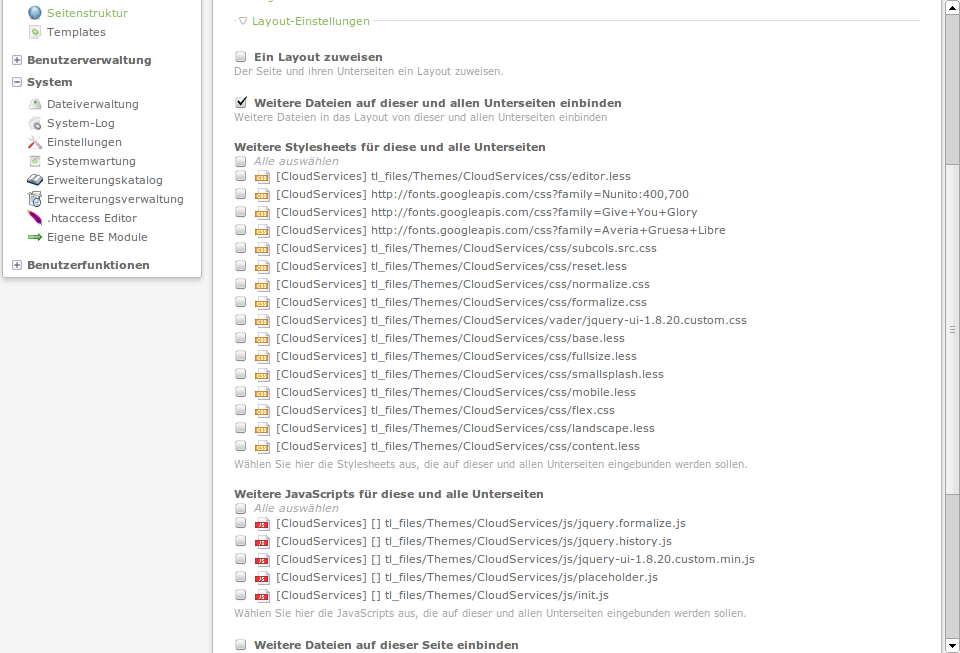 Seitenstruktur
Templates
Benutzerverwaltung
System
Dateiverwaltung
System-Log
Einstellungen
Systemwartung
Erweiterungskatalog
Erweiterungsverwaltung
.htaccess Editor
Eigene BE Module
Benutzerfunktionen
Layout-Einstellungen
Ein Layout zuweisen
Der Seite und ihren Unterseiten ein Layout zuweisen.
Weitere Dateien auf dieser und allen Unterseiten einbinden
Weitere Dateien in das Layout von dieser und allen Unterseiten einbinden
Weitere Stylesheets für diese und alle Unterseiten
Alle auswählen
[CloudServices] tl_files/Themes/CloudServices/css/editor.less
[CloudServices] http://fonts.googleapis.com/css?family=Nunito:400,700
[CloudServices] http://fonts.googleapis.com/css?family=Give+You+Glory
[CloudServices] http://fonts.googleapis.com/css?family=Averia+Gruesa+Libre
[CloudServices] tl_files/Themes/CloudServices/css/subcols.src.css
[CloudServices] tl_files/Themes/CloudServices/css/reset.less
[CloudServices] tl_files/Themes/CloudServices/css/normalize.css
[CloudServices] tl_files/Themes/CloudServices/css/formalize.css
[CloudServices] tl_files/Themes/CloudServices/vader/jquery-ui-1.8.20.custom.css
[CloudServices] tl_files/Themes/CloudServices/css/base.less
[CloudServices] tl_files/Themes/CloudServices/css/fullsize.less
[CloudServices] tl_files/Themes/CloudServices/css/smallsplash.less
[CloudServices] tl_files/Themes/CloudServices/css/mobile.less
[CloudServices] tl_files/Themes/CloudServices/css/flex.css
[CloudServices] tl_files/Themes/CloudServices/css/landscape.less
[CloudServices] tl_files/Themes/CloudServices/css/content.less
Wählen Sie hier die Stylesheets aus, die auf dieser und allen Unterseiten eingebunden werden sollen.
Weitere JavaScripts für diese und alle Unterseiten
Alle auswählen
[CloudServices] [] tl_files/Themes/CloudServices/js/jquery.formalize.js
[CloudServices] [] tl_files/Themes/CloudServices/js/jquery.history.js
[CloudServices] [] tl_files/Themes/CloudServices/js/jquery-ui-1.8.20.custom.min.js
[CloudServices] [] tl_files/Themes/CloudServices/js/placeholder.js
[CloudServices] [] tl_files/Themes/CloudServices/js/init.js
Wählen Sie hier die JavaScripts aus, die auf dieser und allen Unterseiten eingebunden werden sollen.
Weitere Dateien auf dieser Seite einbinden